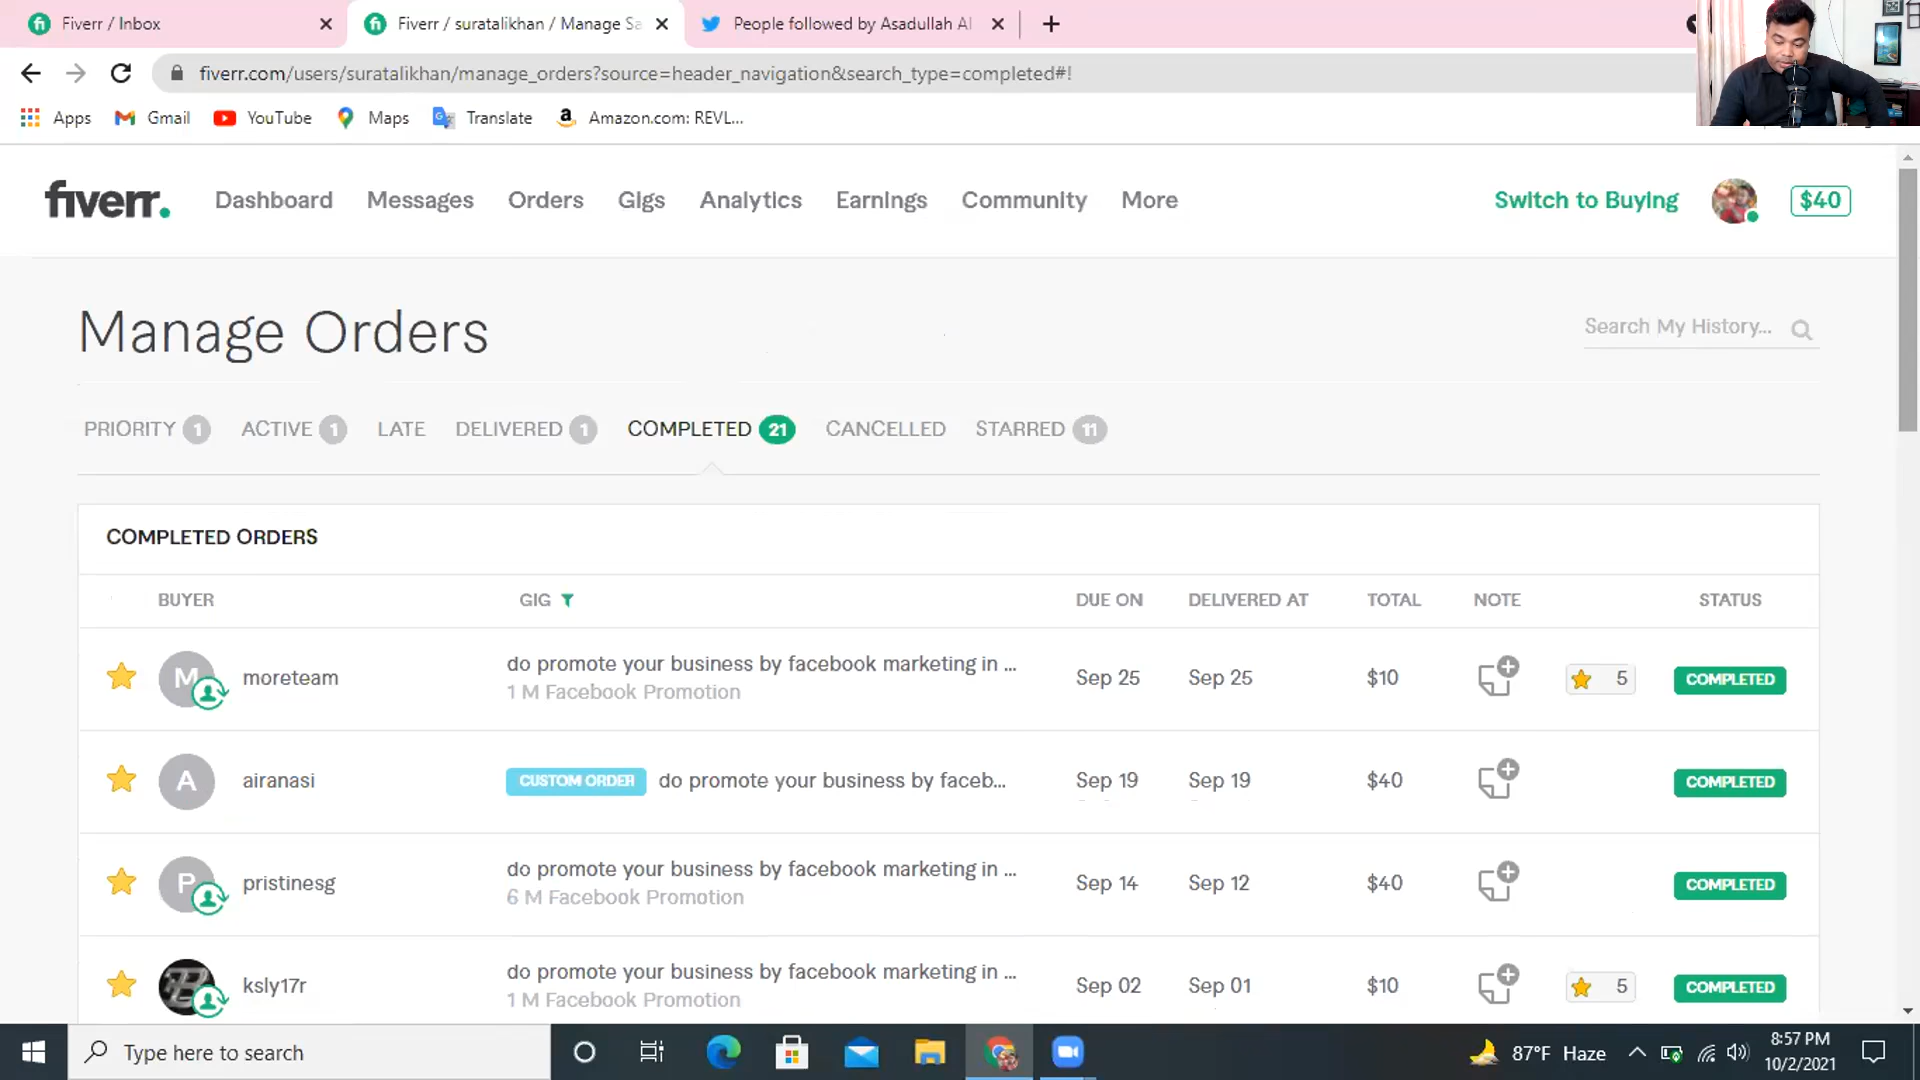 Fiverr / Inbox
Fiverr / suratalikhan / Manage Sa
People followed by Asadullah Al
fiverr.com/users/suratalikhan/manage_orders?source=header_navigation&search_type=completed#!
Apps
Gmail
YouTube
Maps
Translate
Amazon.com: REVL...
fiverr.
Dashboard
Messages
Orders
Gigs
Analytics
Earnings
Community
More
Switch to Buying
$40
Manage Orders
Search My History...
PRIORITY 1
ACTIVE 1
LATE
DELIVERED 1
COMPLETED 21
CANCELLED
STARRED 11
COMPLETED ORDERS
BUYER GIG DUE ON DELIVERED AT TOTAL NOTE STATUS
M moreteam do promote your business by facebook marketing in ... Sep 25 Sep 25 $10 5 COMPLETED
1 M Facebook Promotion
A airanasi CUSTOM ORDER do promote your business by faceb... Sep 19 Sep 19 $40 COMPLETED
P pristinesg do promote your business by facebook marketing in ... Sep 14 Sep 12 $40 COMPLETED
6 M Facebook Promotion
ksly17r do promote your business by facebook marketing in ... Sep 02 Sep 01 $10 5 COMPLETED
1 M Facebook Promotion
Type here to search
87°F Haze
8:57 PM
10/2/2021